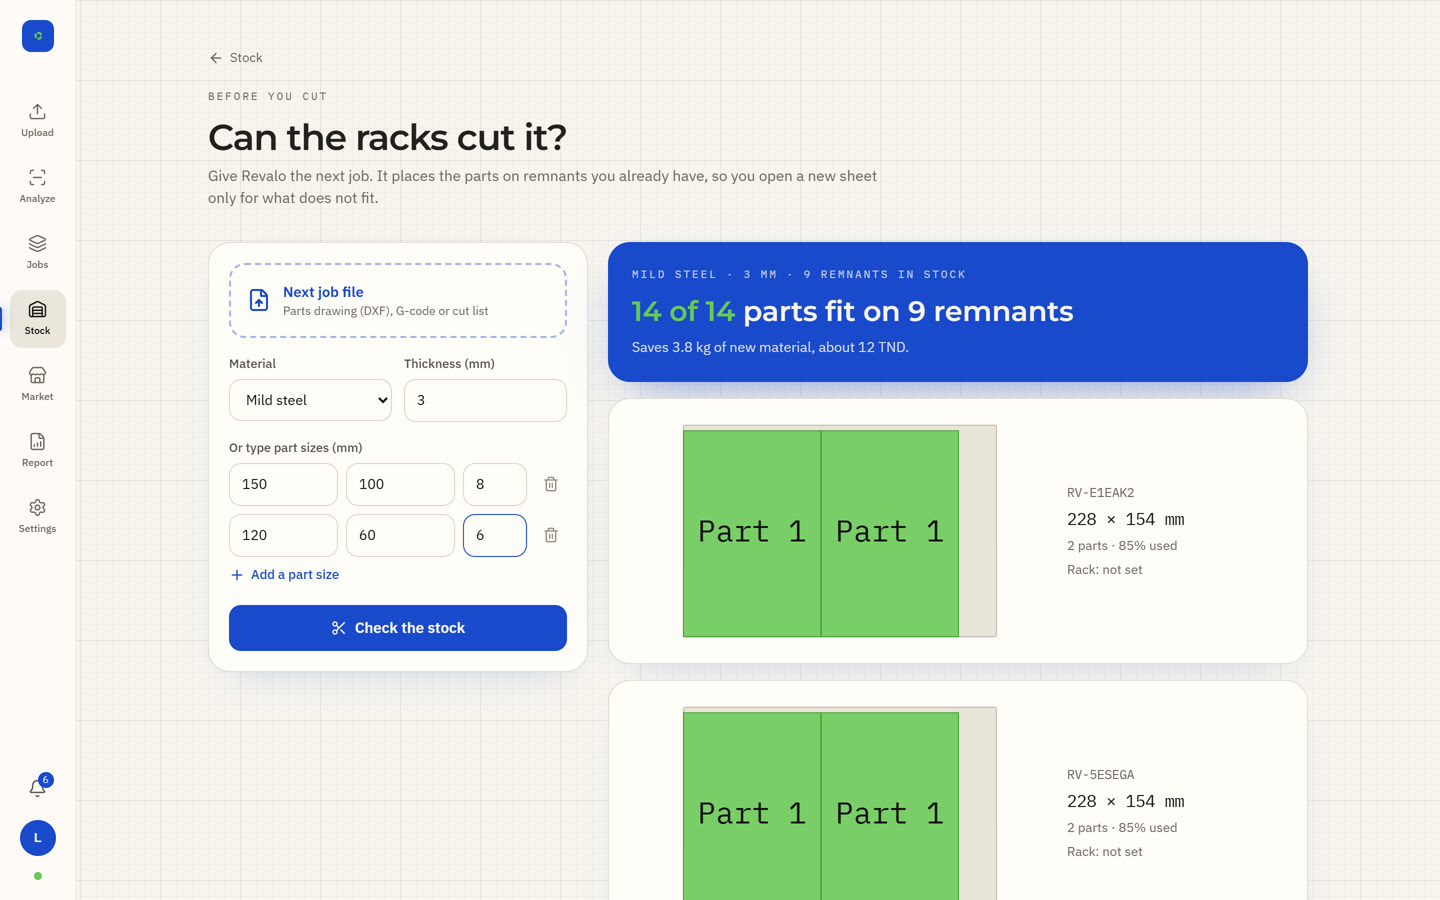 Upload
Analyze
Jobs
Stock
Market
Report
Settings
6
L
Stock
BEFORE YOU CUT
Can the racks cut it?
Give Revalo the next job. It places the parts on remnants you already have, so you open a new sheet
only for what does not fit.
Next job file
Parts drawing (DXF), G-code or cut list
Material
Thickness (mm)
Mild steel
3
Or type part sizes (mm)
150 100 8
120 60 6
Add a part size
Check the stock
MILD STEEL · 3 MM · 9 REMNANTS IN STOCK
14 of 14 parts fit on 9 remnants
Saves 3.8 kg of new material, about 12 TND.
Part 1 Part 1
RV-E1EAK2
228 × 154 mm
2 parts · 85% used
Rack: not set
Part 1 Part 1
RV-5ESEGA
228 × 154 mm
2 parts · 85% used
Rack: not set